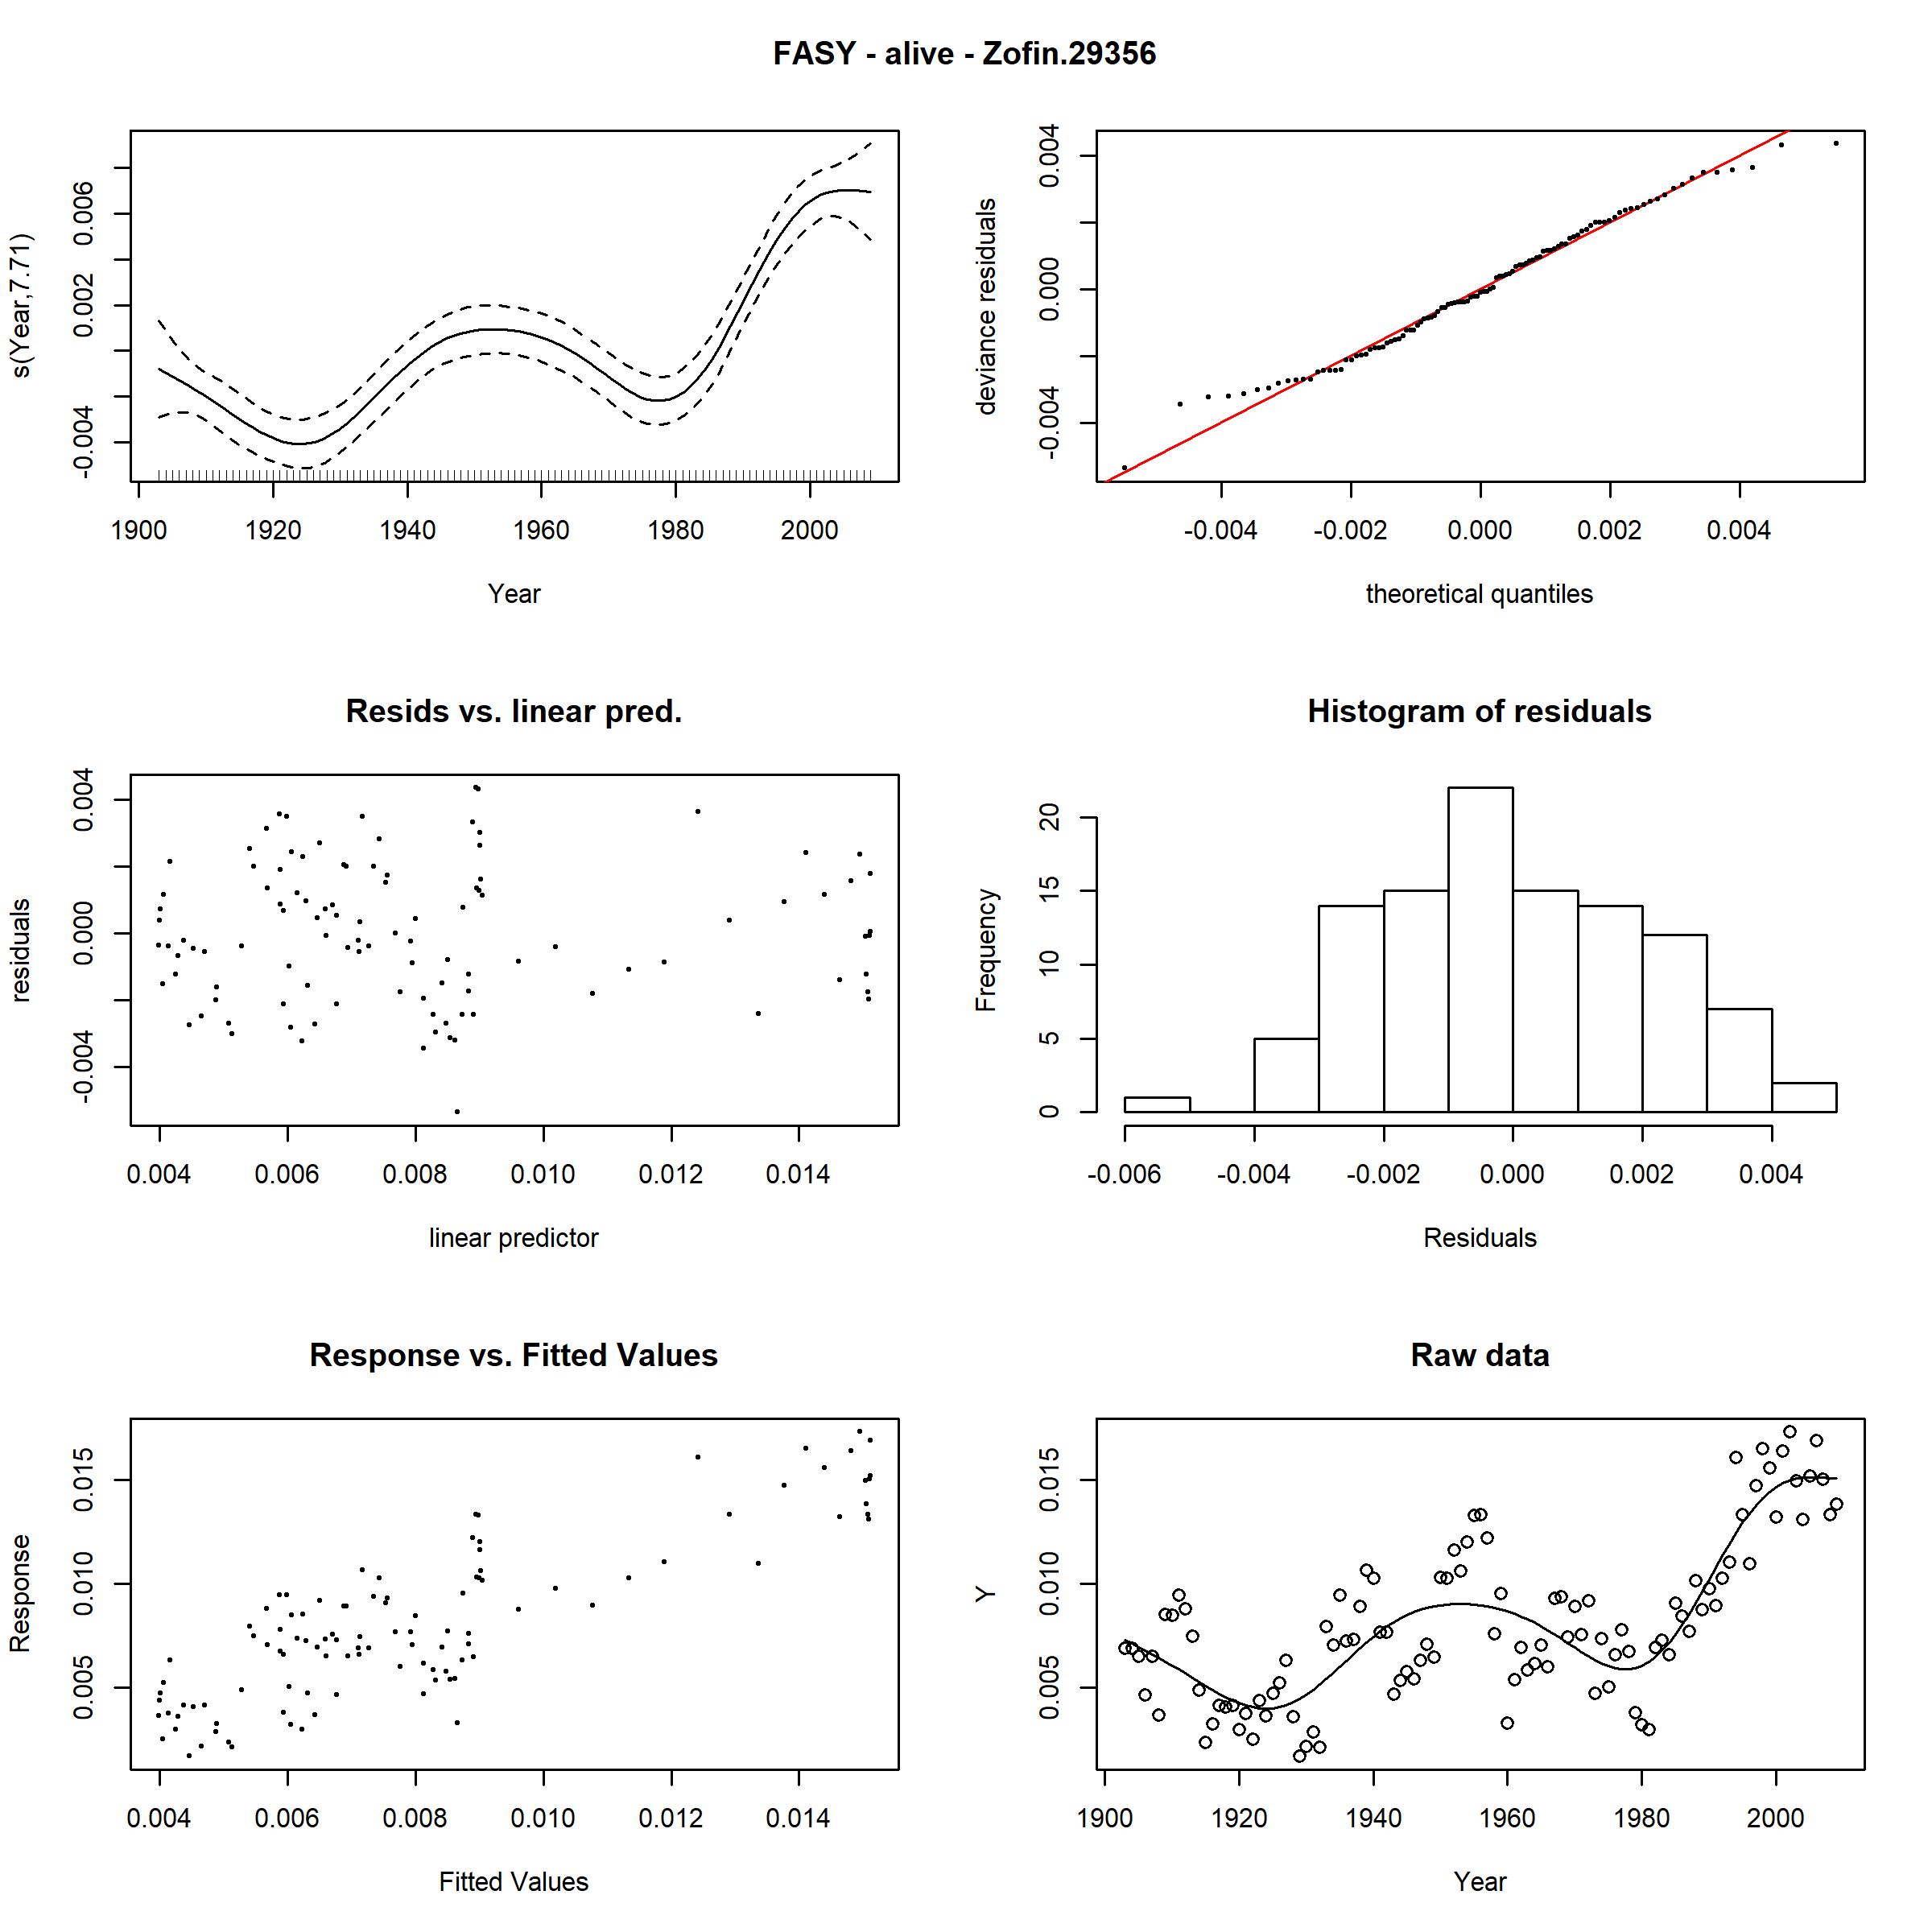 FASY - alive - Zofin.29356
s(Year,7.71)
-0.004 0.002 0.006
1900 1920 1940 1960 1980 2000
Year
deviance residuals
-0.004 0.000 0.004
-0.004 -0.002 0.000 0.002 0.004
theoretical quantiles
Resids vs. linear pred.
residuals
-0.004 0.000 0.004
0.004 0.006 0.008 0.010 0.012 0.014
linear predictor
Histogram of residuals
Frequency
0 5 10 15 20
-0.006 -0.004 -0.002 0.000 0.002 0.004
Residuals
Response vs. Fitted Values
Response
0.005 0.010 0.015
0.004 0.006 0.008 0.010 0.012 0.014
Fitted Values
Raw data
Y
0.005 0.010 0.015
1900 1920 1940 1960 1980 2000
Year